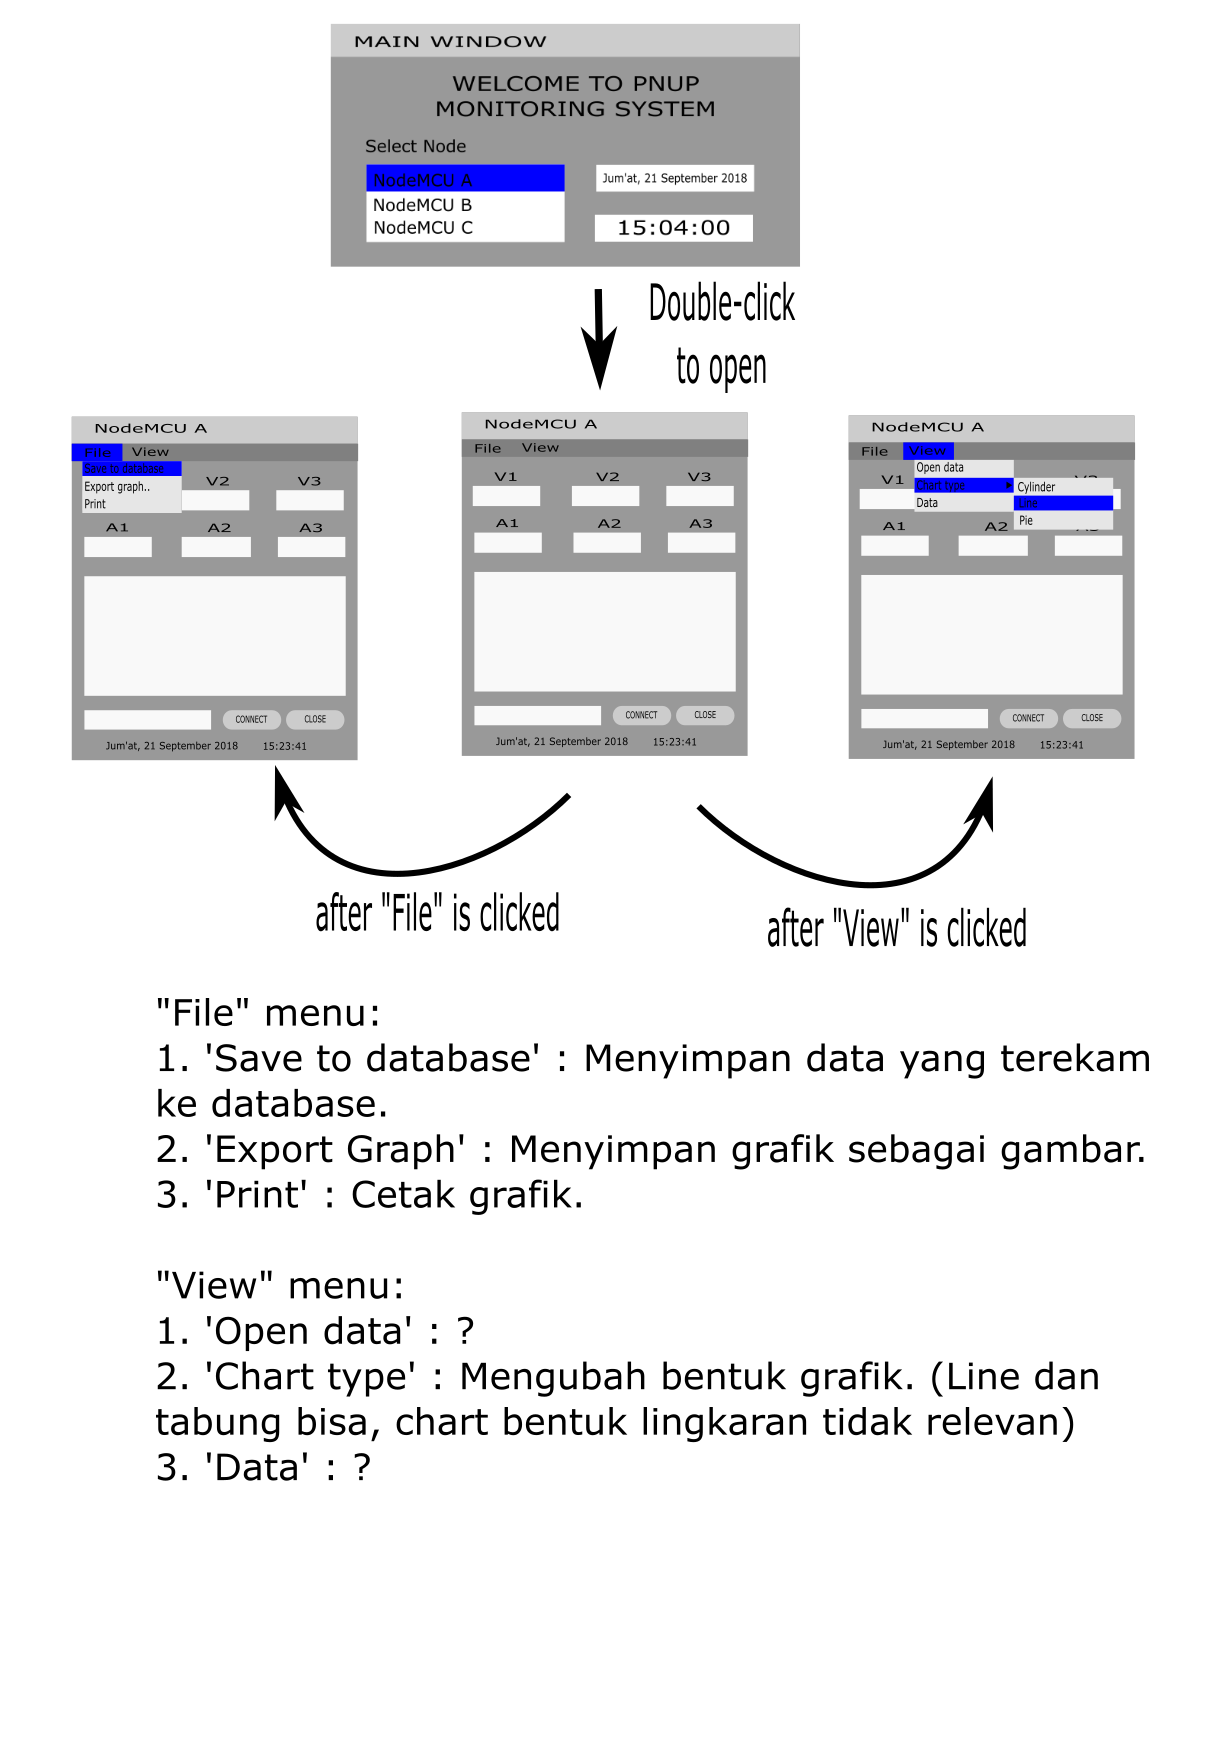 MAIN WINDOW
WELCOME TO PNUP
MONITORING SYSTEM
Select Node
NodeMCU A
NodeMCU B
NodeMCU C
Jum'at, 21 September 2018
15:04:00
Double-click
to open
NodeMCU A
File View
Save to database
Export graph..
Print
V2 V3
A1 A2 A3
CONNECT CLOSE
Jum'at, 21 September 2018 15:23:41
NodeMCU A
File View
V1 V2 V3
A1 A2 A3
CONNECT CLOSE
Jum'at, 21 September 2018 15:23:41
NodeMCU A
File View
Open data
Chart type
Data
Cylinder
Line
Pie
V1
A1 A2
CONNECT CLOSE
Jum'at, 21 September 2018 15:23:41
after "File" is clicked
after "View" is clicked
"File" menu:
1. 'Save to database' : Menyimpan data yang terekam
ke database.
2. 'Export Graph' : Menyimpan grafik sebagai gambar.
3. 'Print' : Cetak grafik.
"View" menu:
1. 'Open data' : ?
2. 'Chart type' : Mengubah bentuk grafik. (Line dan
tabung bisa, chart bentuk lingkaran tidak relevan)
3. 'Data' : ?